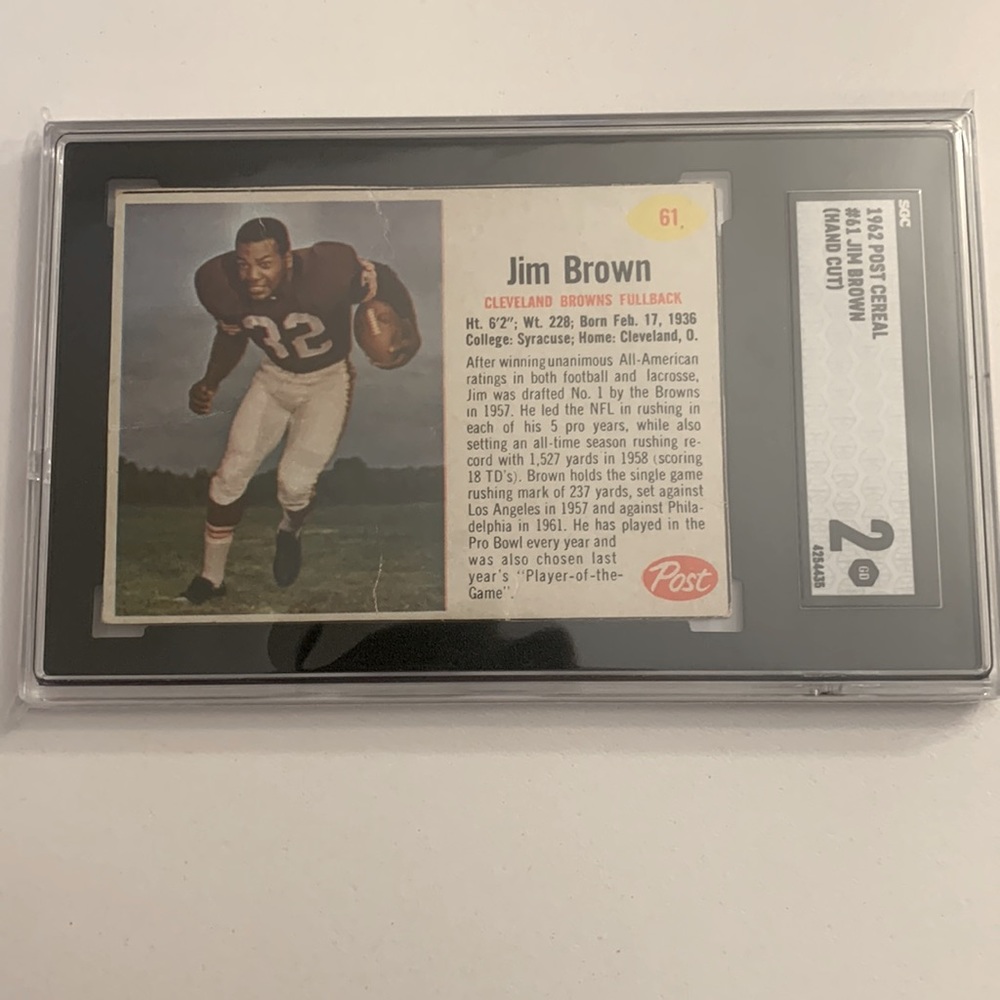 61
Jim Brown
CLEVELAND BROWNS FULLBACK
Ht. 6'2"; Wt. 228; Born Feb. 17, 1936
College: Syracuse; Home: Cleveland, O.
After winning unanimous All-American
ratings in both football and lacrosse,
Jim was drafted No. 1 by the Browns
in 1957. He led the NFL in rushing in
each of his 5 pro years, while also
setting an all-time season rushing re-
cord with 1,527 yards in 1958 (scoring
18 TD's). Brown holds the single game
rushing mark of 237 yards, set against
Los Angeles in 1957 and against Phila-
delphia in 1961. He has played in the
Pro Bowl every year and
was also chosen last
year's "Player-of-the-
Game".
Post
32
SGC
1962 POST CEREAL
#61 JIM BROWN
(HAND CUT)
2
GD
4254435